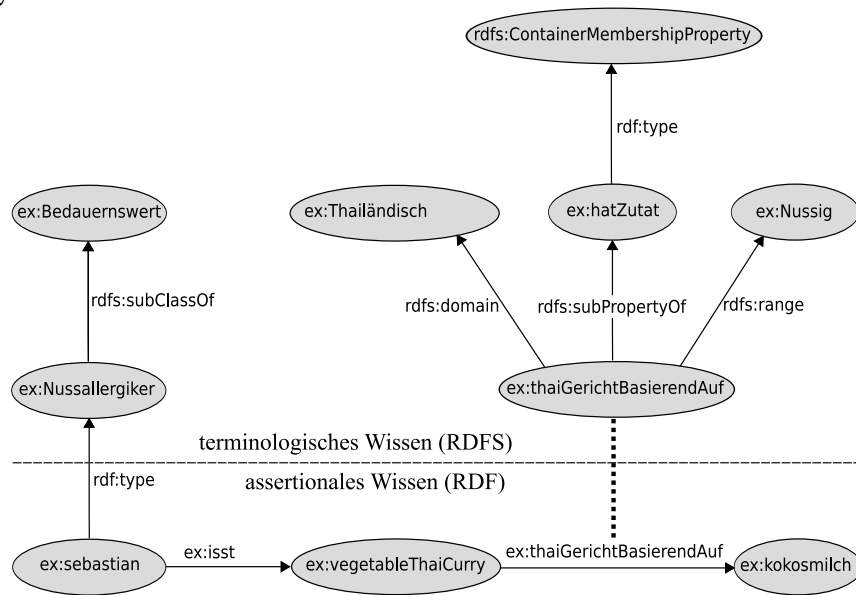 rdfs:ContainerMembershipProperty
rdf:type
ex:Bedauernswert
ex:Thailändisch
ex:hatZutat
ex:Nussig
rdfs:subClassOf
rdfs:domain
rdfs:subPropertyOf
rdfs:range
ex:Nussallergiker
ex:thaiGerichtBasierendAuf
terminologisches Wissen (RDFS)
rdf:type
assertionales Wissen (RDF)
ex:sebastian
ex:isst
ex:vegetableThaiCurry
ex:thaiGerichtBasierendAuf
ex:kokosmilch